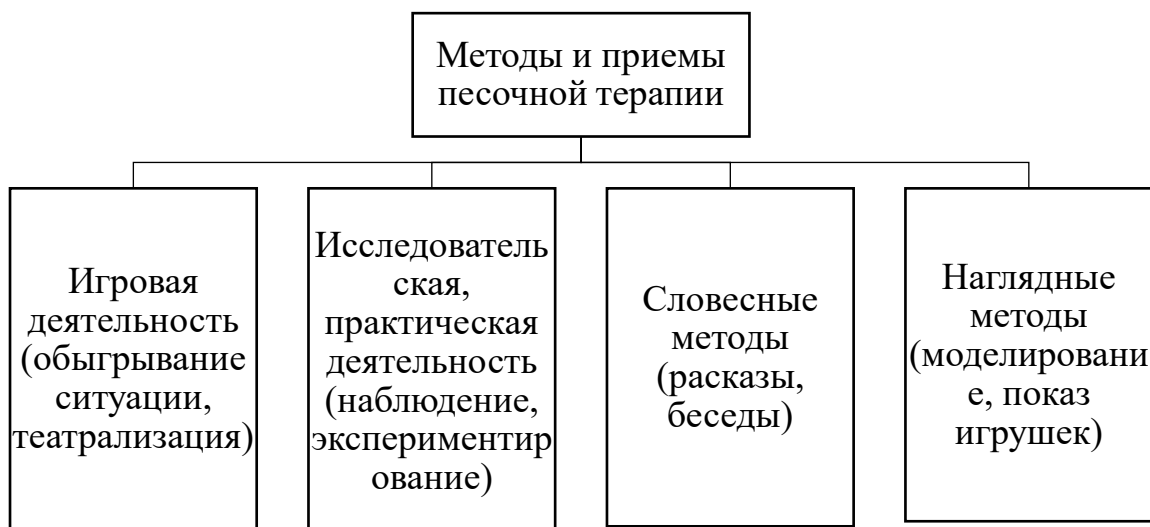 Методы и приемы
песочной терапии
Игровая
деятельность
(обыгрывание
ситуации,
театрализация)
Исследователь
ская,
практическая
деятельность
(наблюдение,
экспериментир
ование)
Словесные
методы
(расказы,
беседы)
Наглядные
методы
(моделировани
е, показ
игрушек)